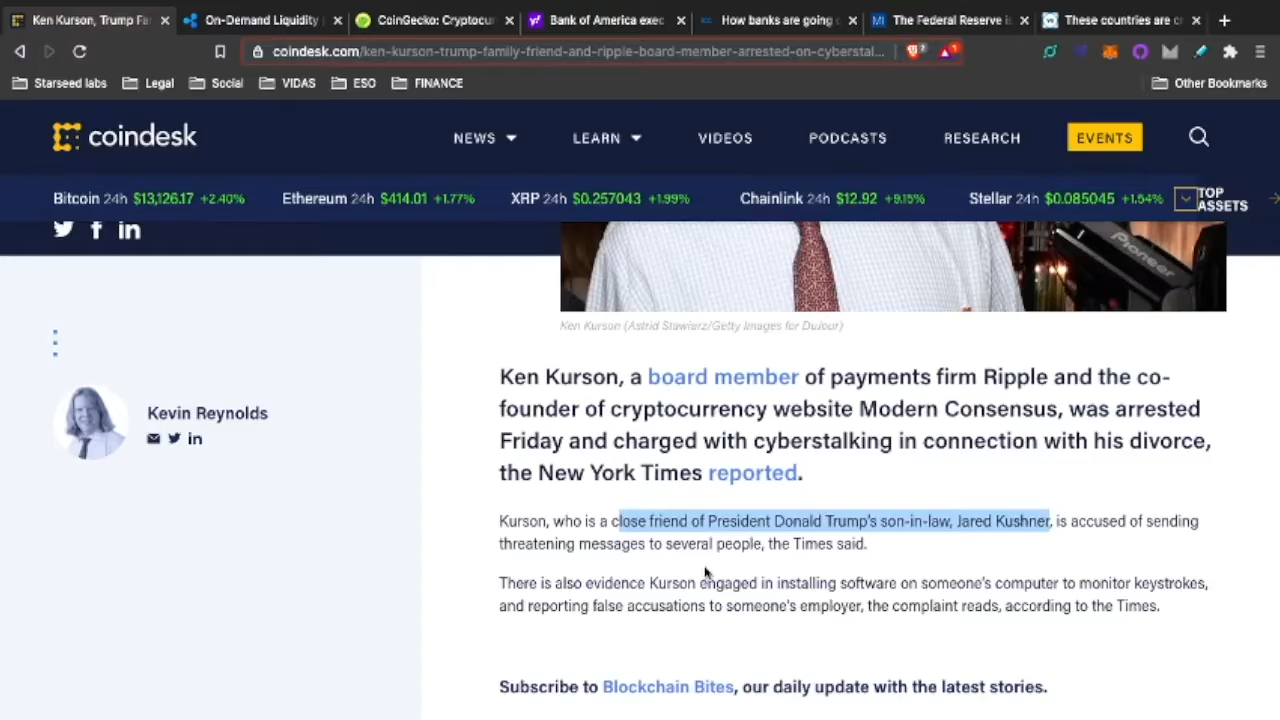 Ken Kurson, Trump Fa
On-Demand Liquidity
CoinGecko: Cryptocur
Bank of America exec
How banks are going
The Federal Reserve i
These countries are c
coindesk.com/ken-kurson-trump-family-friend-and-ripple-board-member-arrested-on-cyberstal...
2
1
Starseed labs
Legal
Social
VIDAS
ESO
FINANCE
Other Bookmarks
coindesk
NEWS
LEARN
VIDEOS
PODCASTS
RESEARCH
EVENTS
Bitcoin 24h $13,126.17 +2.40%
Ethereum 24h $414.01 +1.77%
XRP 24h $0.257043 +1.99%
Chainlink 24h $12.92 +9.15%
Stellar 24h $0.085045 +1.54%
TOP
ASSETS
Pioneer
Ken Kurson (Astrid Stawiarz/Getty Images for DuJour)
Kevin Reynolds
Ken Kurson, a board member of payments firm Ripple and the co-
founder of cryptocurrency website Modern Consensus, was arrested
Friday and charged with cyberstalking in connection with his divorce,
the New York Times reported.
Kurson, who is a close friend of President Donald Trump's son-in-law, Jared Kushner, is accused of sending
threatening messages to several people, the Times said.
There is also evidence Kurson engaged in installing software on someone's computer to monitor keystrokes,
and reporting false accusations to someone's employer, the complaint reads, according to the Times.
Subscribe to Blockchain Bites, our daily update with the latest stories.